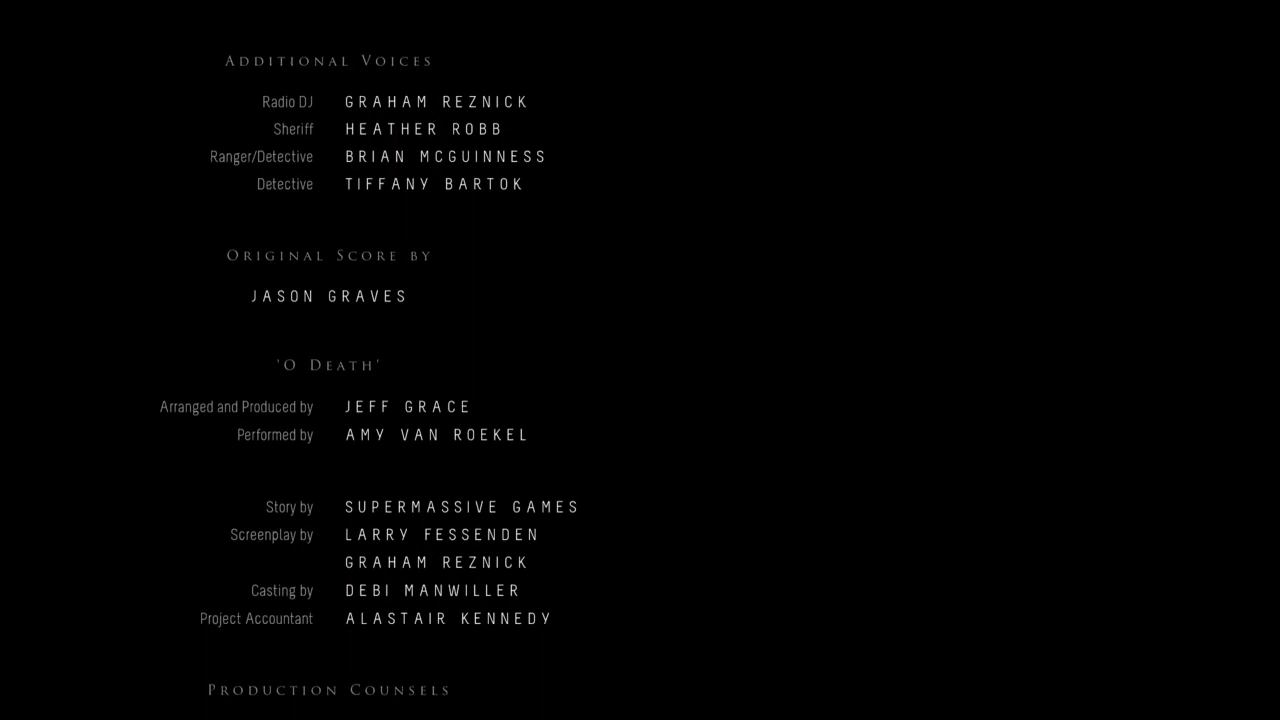 Additional Voices
Radio DJ GRAHAM REZNICK
Sheriff HEATHER ROBB
Ranger/Detective BRIAN MCGUINNESS
Detective TIFFANY BARTOK
Original Score by
JASON GRAVES
'O Death'
Arranged and Produced by JEFF GRACE
Performed by AMY VAN ROEKEL
Story by SUPERMASSIVE GAMES
Screenplay by LARRY FESSENDEN
GRAHAM REZNICK
Casting by DEBI MANWILLER
Project Accountant ALASTAIR KENNEDY
Production Counsels